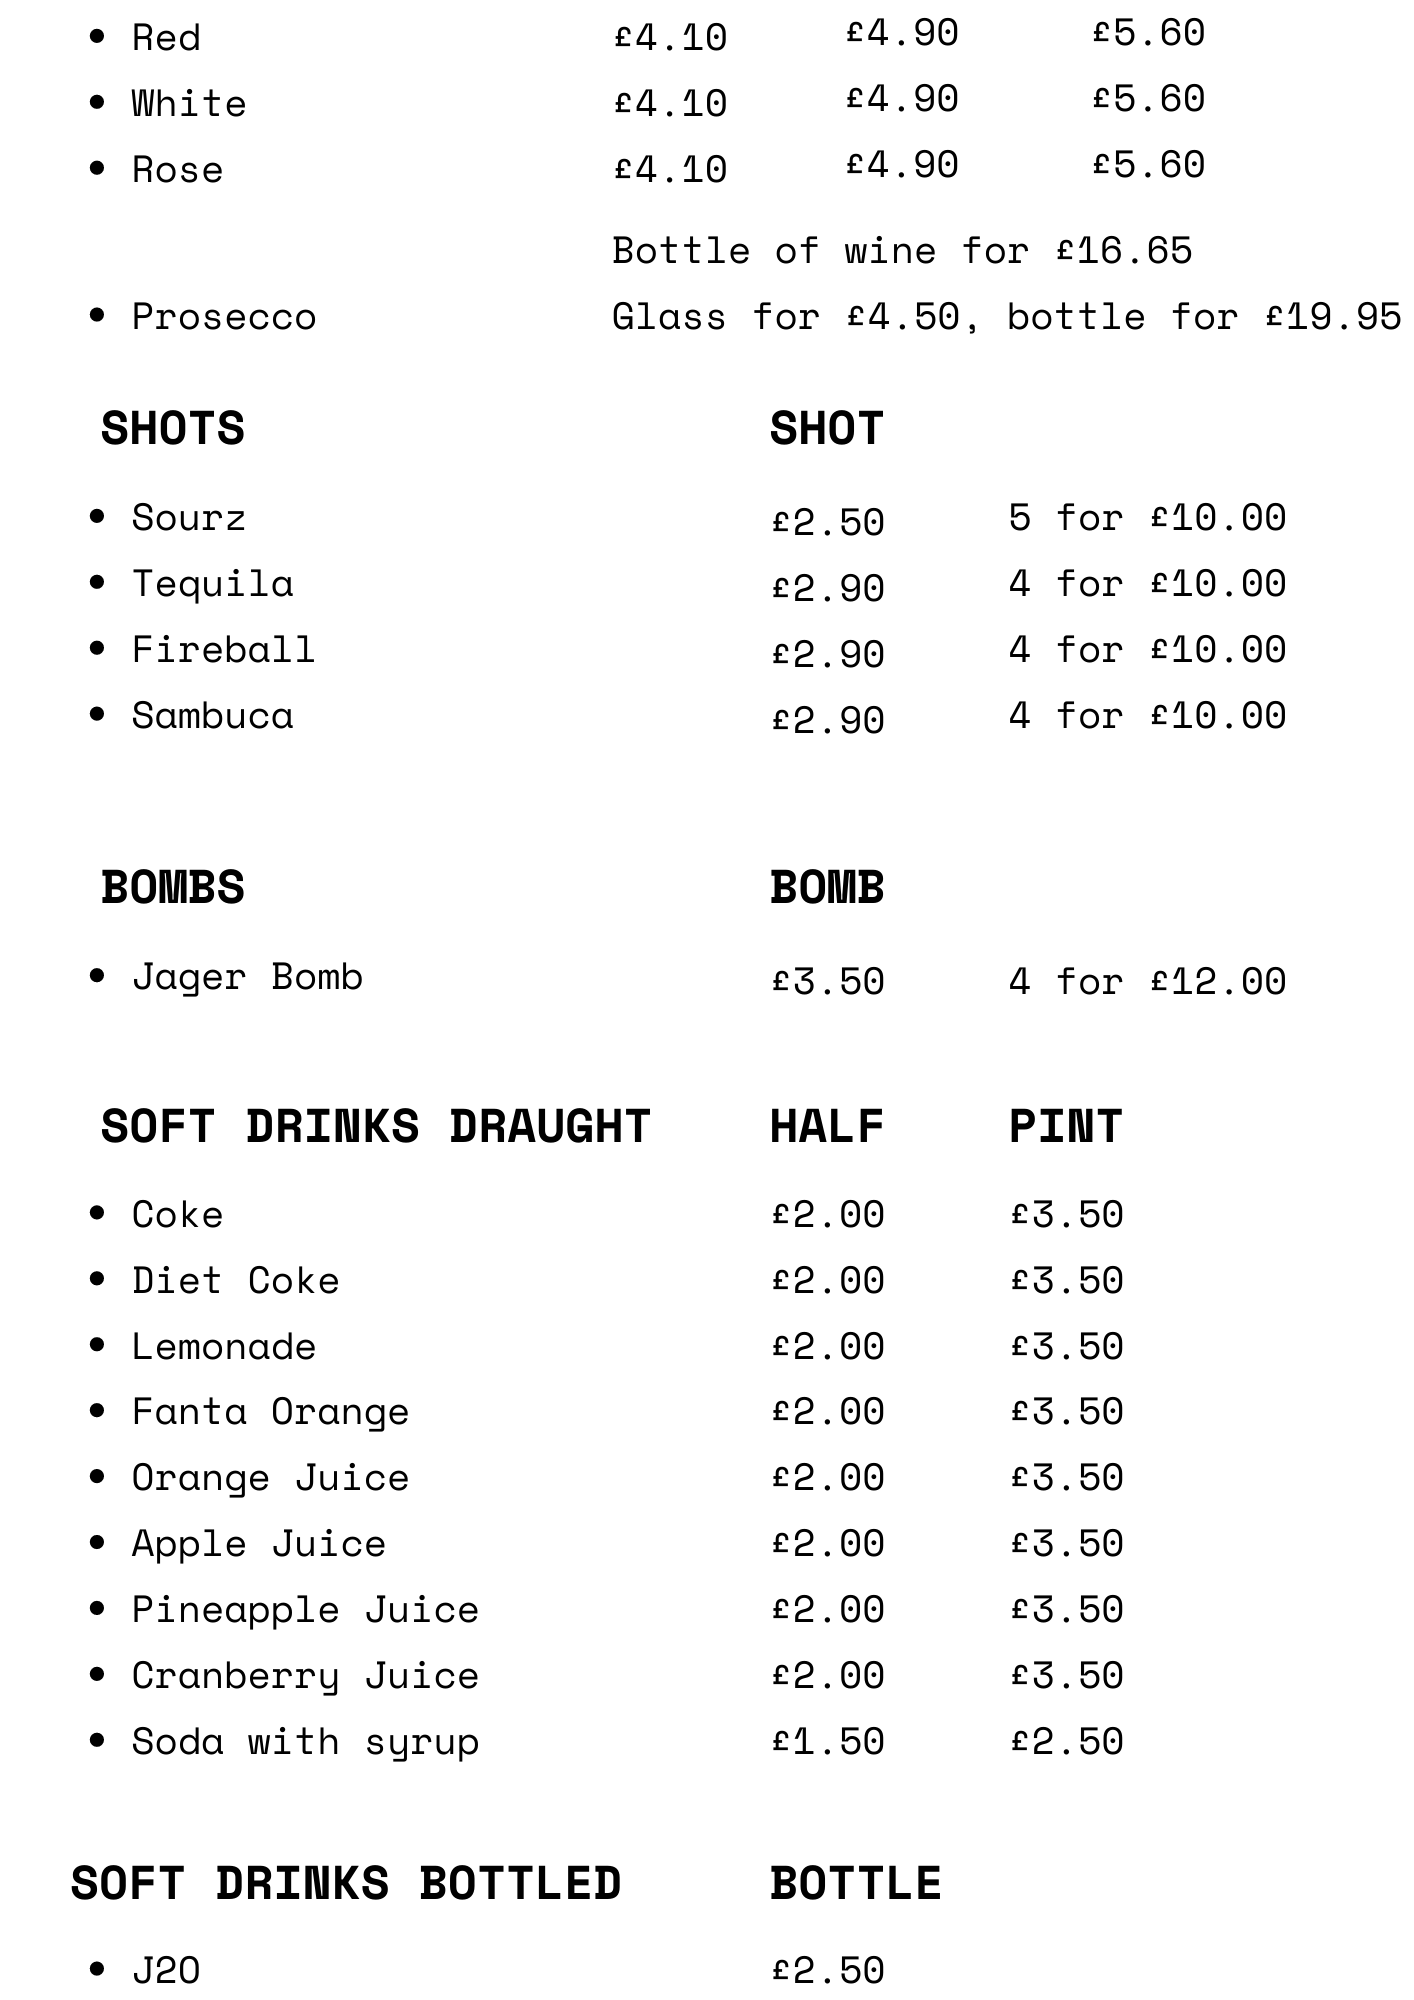 • Red £4.10 £4.90 £5.60
• White £4.10 £4.90 £5.60
• Rose £4.10 £4.90 £5.60
Bottle of wine for £16.65
• Prosecco Glass for £4.50, bottle for £19.95
SHOTS SHOT
• Sourz £2.50 5 for £10.00
• Tequila £2.90 4 for £10.00
• Fireball £2.90 4 for £10.00
• Sambuca £2.90 4 for £10.00
BOMBS BOMB
• Jager Bomb £3.50 4 for £12.00
SOFT DRINKS DRAUGHT HALF PINT
• Coke £2.00 £3.50
• Diet Coke £2.00 £3.50
• Lemonade £2.00 £3.50
• Fanta Orange £2.00 £3.50
• Orange Juice £2.00 £3.50
• Apple Juice £2.00 £3.50
• Pineapple Juice £2.00 £3.50
• Cranberry Juice £2.00 £3.50
• Soda with syrup £1.50 £2.50
SOFT DRINKS BOTTLED BOTTLE
• J2O £2.50